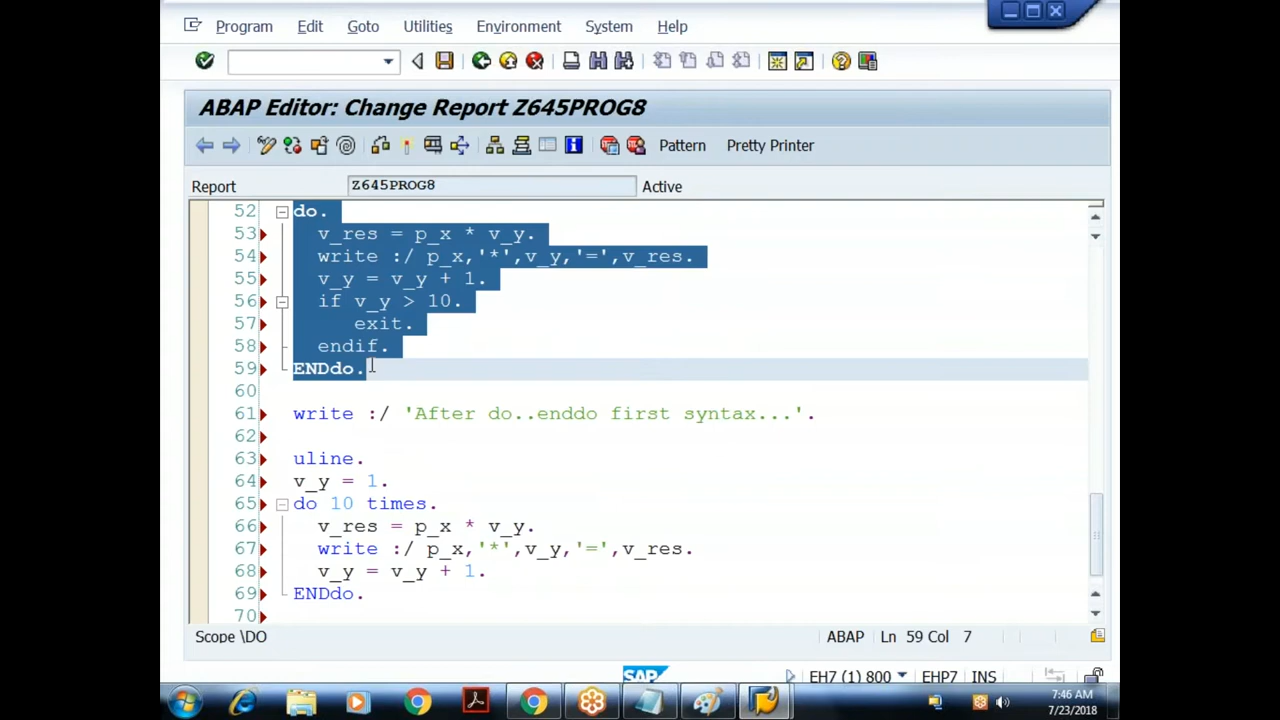 Program Edit Goto Utilities Environment System Help
ABAP Editor: Change Report Z645PROG8
Pattern Pretty Printer
Report Z645PROG8 Active
52 do.
53 v_res = p_x * v_y.
54 write :/ p_x,'*',v_y,'=',v_res.
55 v_y = v_y + 1.
56 if v_y > 10.
57 exit.
58 endif.
59 ENDdo.
60
61 write :/ 'After do..enddo first syntax...'.
62
63 uline.
64 v_y = 1.
65 do 10 times.
66 v_res = p_x * v_y.
67 write :/ p_x,'*',v_y,'=',v_res.
68 v_y = v_y + 1.
69 ENDdo.
70
Scope \DO ABAP Ln 59 Col 7
SAP EH7 (1) 800 EHP7 INS
7:46 AM
7/23/2018